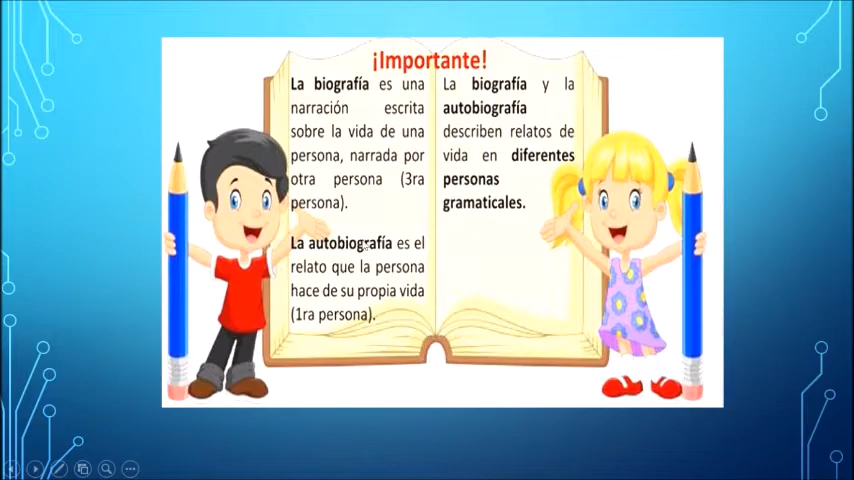 ¡Importante!
La biografía es una
narración escrita
sobre la vida de una
persona, narrada por
otra persona (3ra
persona).
La autobiografía es el
relato que la persona
hace de su propia vida
(1ra persona).
La biografía y la
autobiografía
describen relatos de
vida en diferentes
personas
gramaticales.